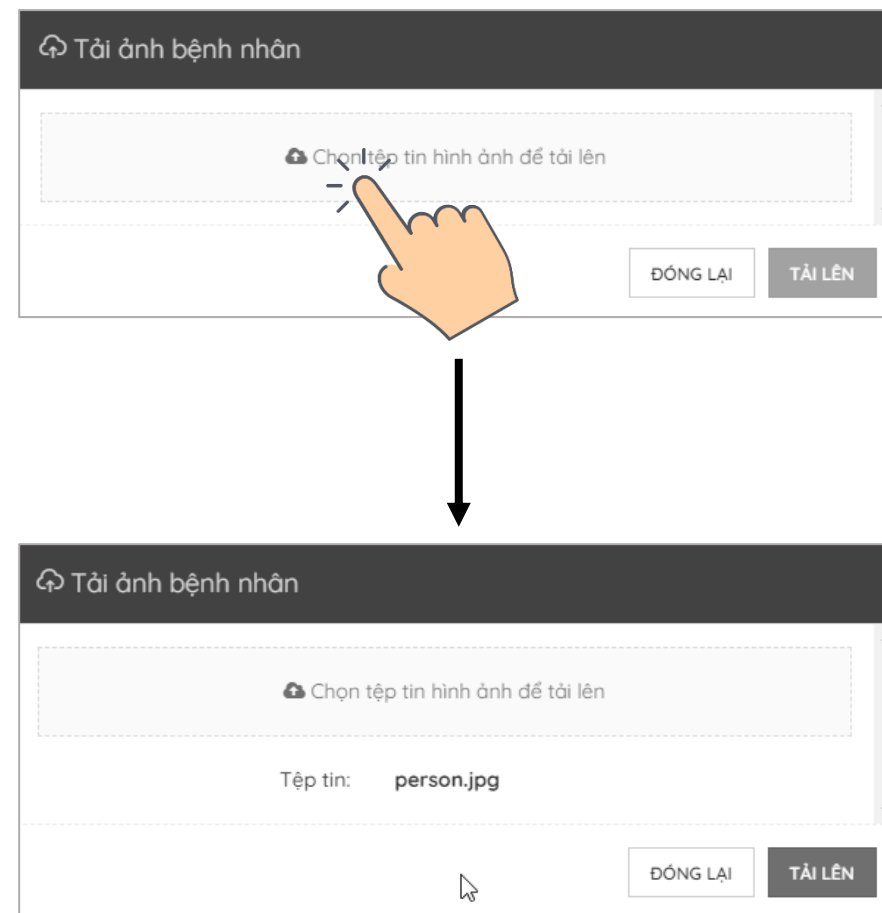 Tải ảnh bệnh nhân
Chọn tệp tin hình ảnh để tải lên
ĐÓNG LẠI TẢI LÊN
Tải ảnh bệnh nhân
Chọn tệp tin hình ảnh để tải lên
Tệp tin: person.jpg
ĐÓNG LẠI TẢI LÊN